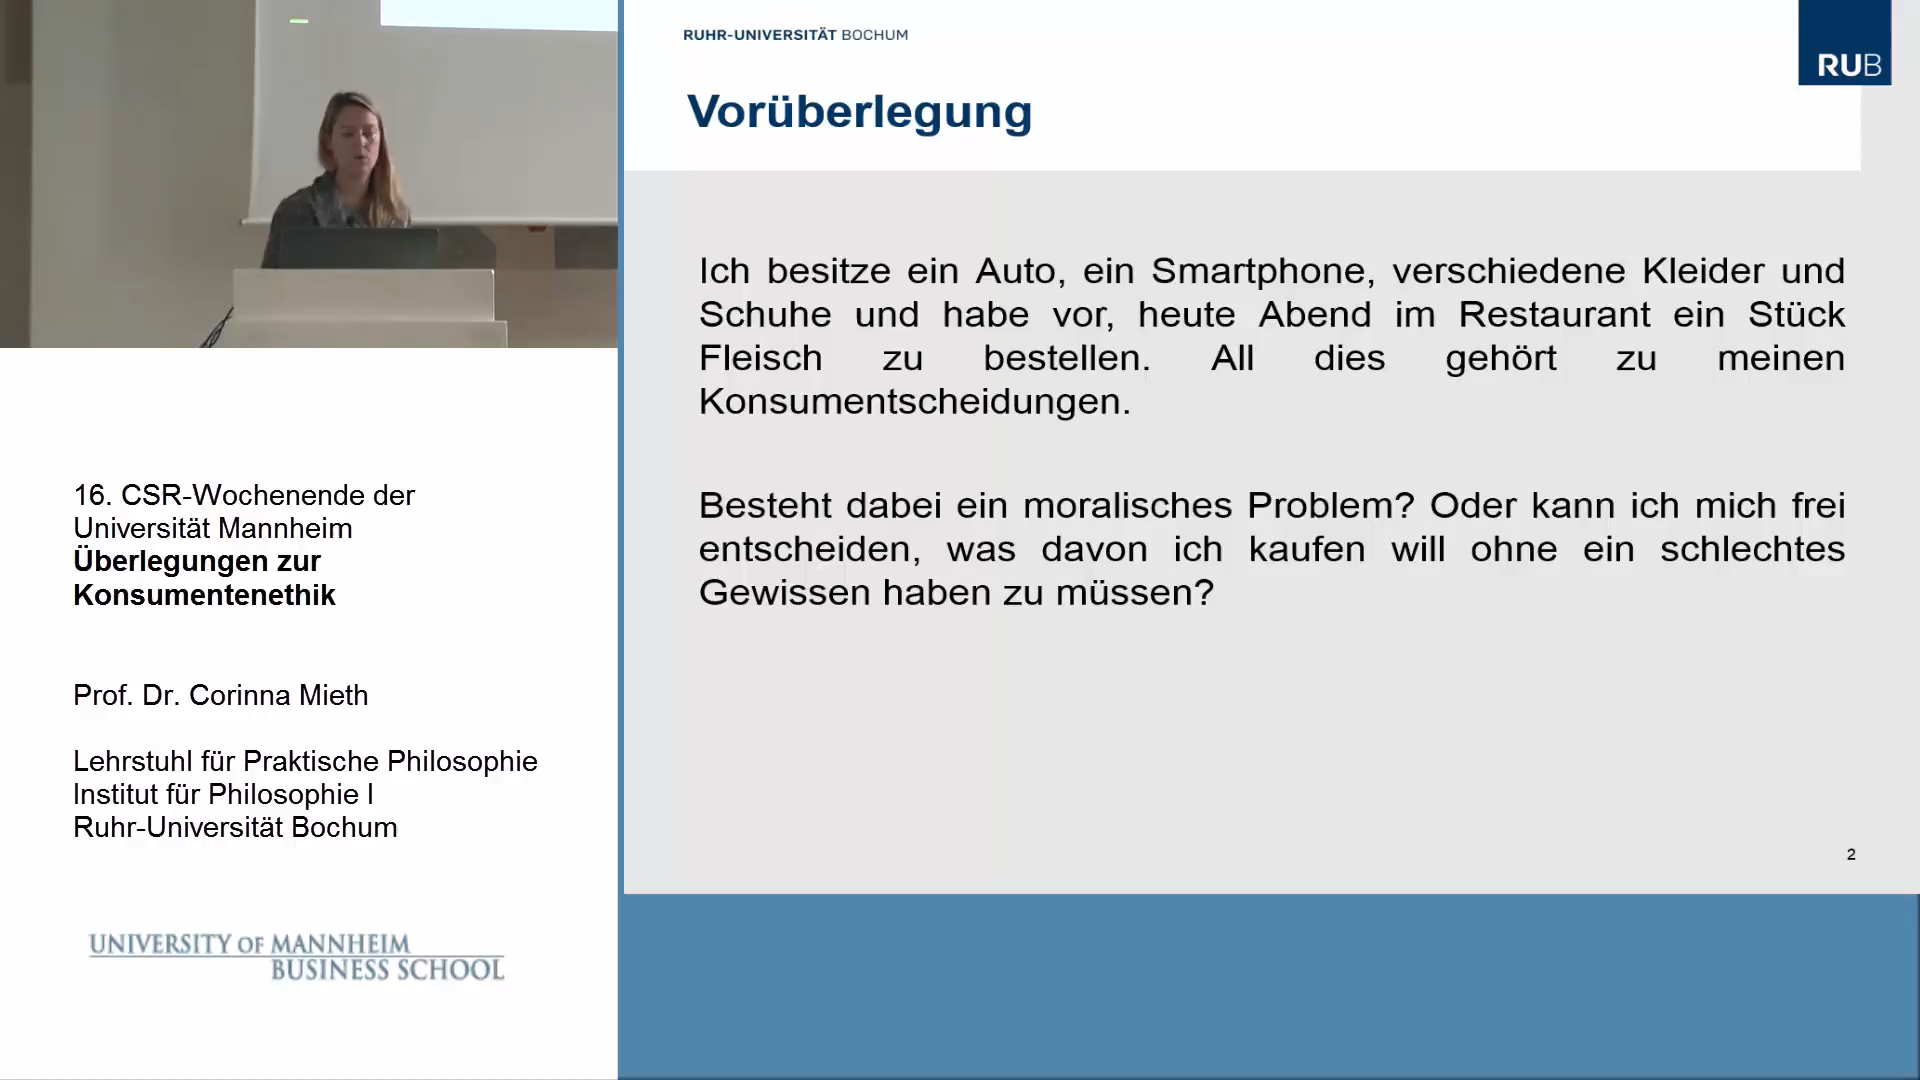 RUHR-UNIVERSITÄT BOCHUM
RUB
Vorüberlegung
Ich besitze ein Auto, ein Smartphone, verschiedene Kleider und
Schuhe und habe vor, heute Abend im Restaurant ein Stück
Fleisch zu bestellen. All dies gehört zu meinen
Konsumentscheidungen.
Besteht dabei ein moralisches Problem? Oder kann ich mich frei
entscheiden, was davon ich kaufen will ohne ein schlechtes
Gewissen haben zu müssen?
2
16. CSR-Wochenende der
Universität Mannheim
Überlegungen zur
Konsumentenethik
Prof. Dr. Corinna Mieth
Lehrstuhl für Praktische Philosophie
Institut für Philosophie I
Ruhr-Universität Bochum
UNIVERSITY OF MANNHEIM
BUSINESS SCHOOL